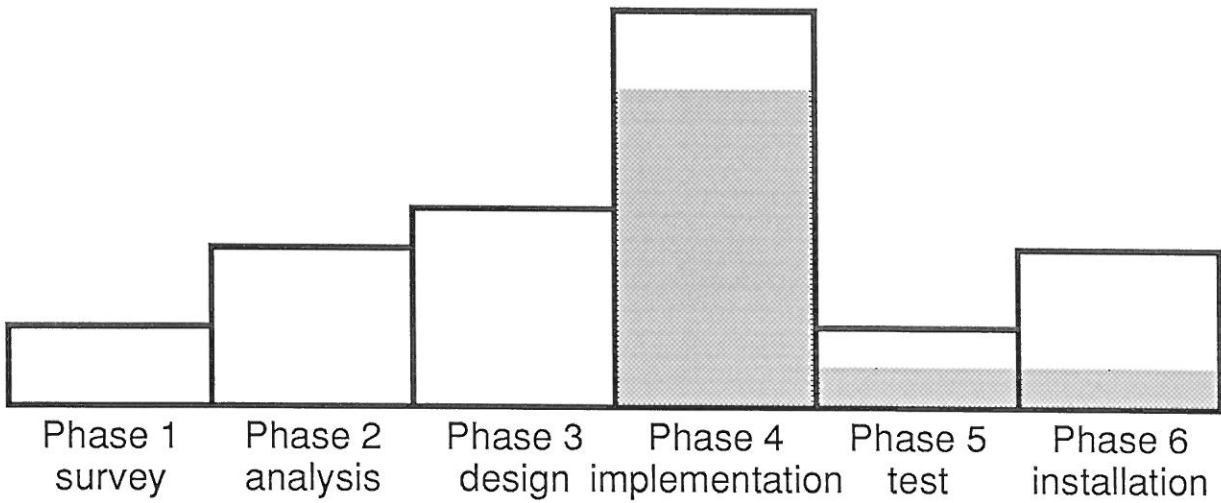 Phase 1 Phase 2 Phase 3 Phase 4 Phase 5 Phase 6
survey analysis design implementation test installation